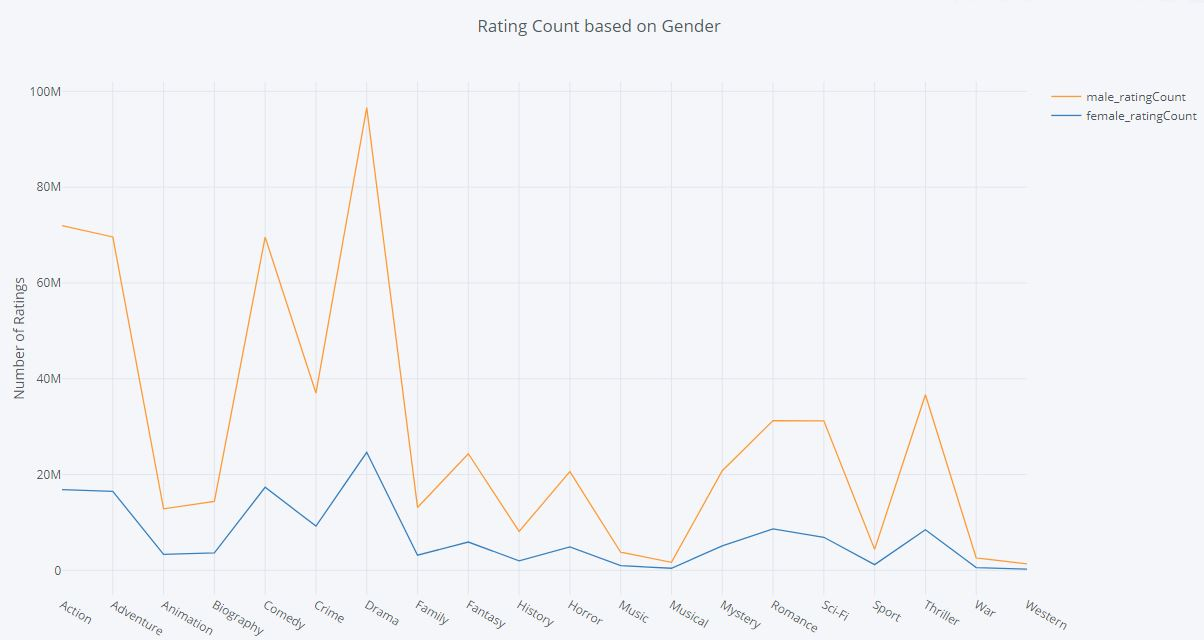 Rating Count based on Gender
male_ratingCount
female_ratingCount
Number of Ratings
100M
80M
60M
40M
20M
0
Action
Adventure
Animation
Biography
Comedy
Crime
Drama
Family
Fantasy
History
Horror
Music
Musical
Mystery
Romance
Sci-Fi
Sport
Thriller
War
Western